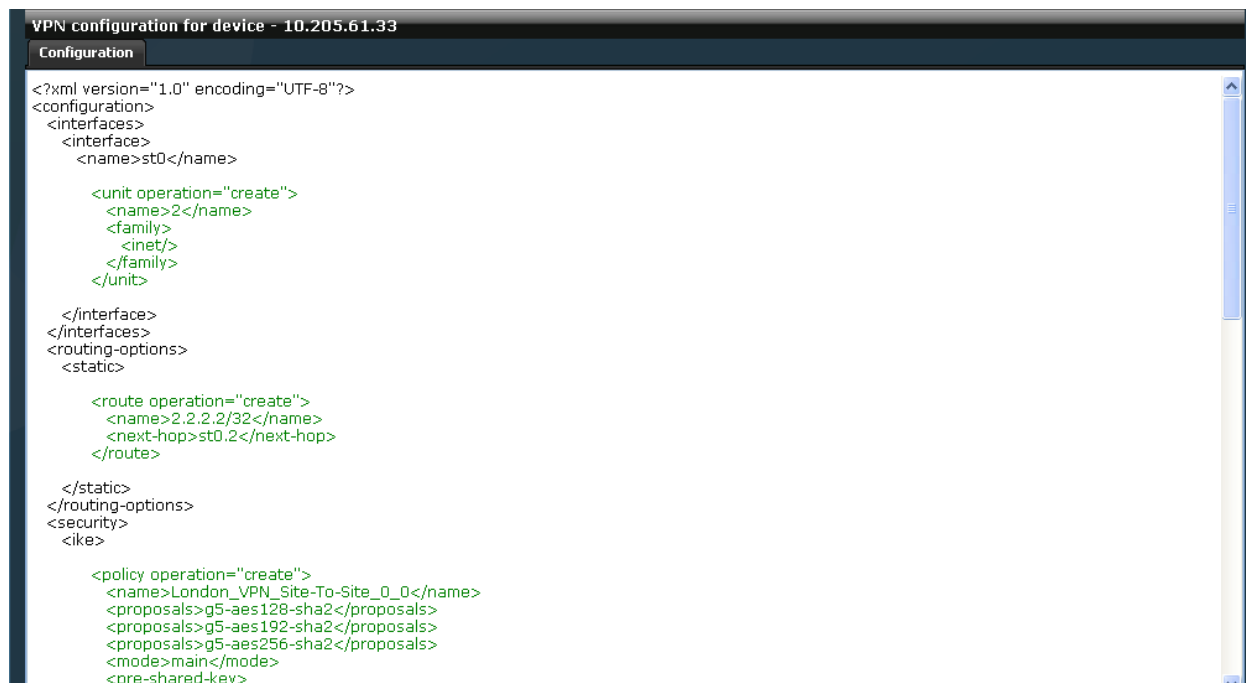 VPN configuration for device - 10.205.61.33
Configuration
<?xml version="1.0" encoding="UTF-8"?>
<configuration>
<interfaces>
<interface>
<name>st0</name>
<unit operation="create">
<name>2</name>
<family>
<inet/>
</family>
</unit>
</interface>
</interfaces>
<routing-options>
<static>
<route operation="create">
<name>2.2.2.2/32</name>
<next-hop>st0.2</next-hop>
</route>
</static>
</routing-options>
<security>
<ike>
<policy operation="create">
<name>London_VPN_Site-To-Site_0_0</name>
<proposals>g5-aes128-sha2</proposals>
<proposals>g5-aes192-sha2</proposals>
<proposals>g5-aes256-sha2</proposals>
<mode>main</mode>
<pre-shared-key>